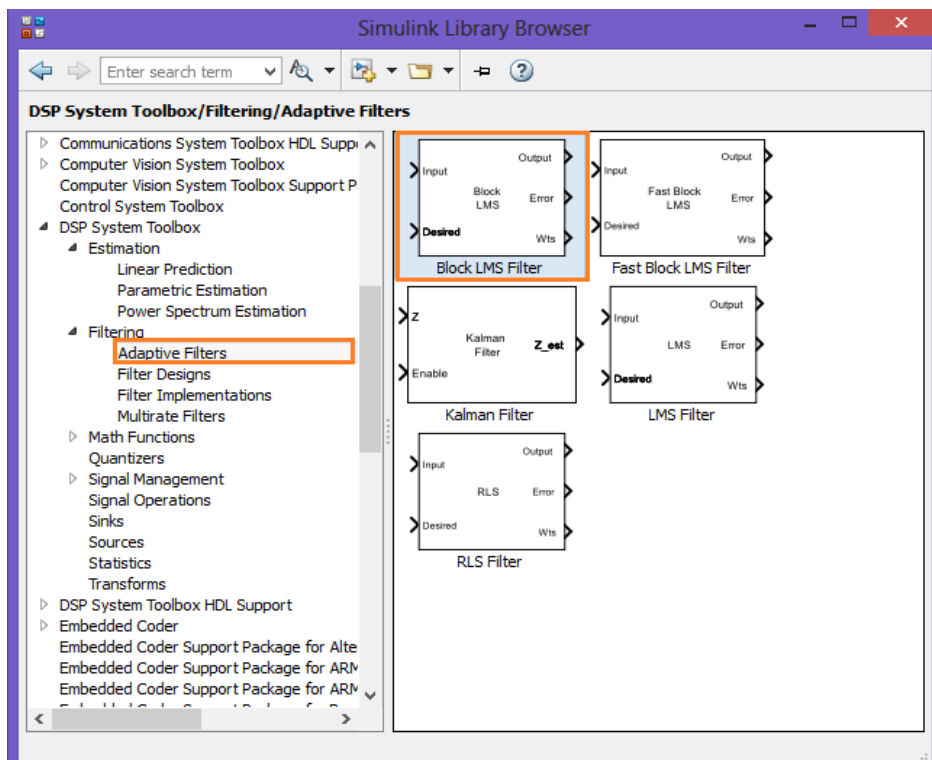 Simulink Library Browser
Enter search term
DSP System Toolbox/Filtering/Adaptive Filters
Communications System Toolbox HDL Supp
Computer Vision System Toolbox
Computer Vision System Toolbox Support P
Control System Toolbox
DSP System Toolbox
Estimation
Linear Prediction
Parametric Estimation
Power Spectrum Estimation
Filtering
Adaptive Filters
Filter Designs
Filter Implementations
Multirate Filters
Math Functions
Quantizers
Signal Management
Signal Operations
Sinks
Sources
Statistics
Transforms
DSP System Toolbox HDL Support
Embedded Coder
Embedded Coder Support Package for Alte
Embedded Coder Support Package for ARM
Embedded Coder Support Package for ARM
Input
Output
Block
LMS
Error
Desired
Wts
Block LMS Filter
Input
Output
Fast Block
LMS
Error
Desired
Wts
Fast Block LMS Filter
Z
Kalman
Filter
Z_est
Enable
Kalman Filter
Input
Output
LMS
Error
Desired
Wts
LMS Filter
Input
Output
RLS
Error
Desired
Wts
RLS Filter